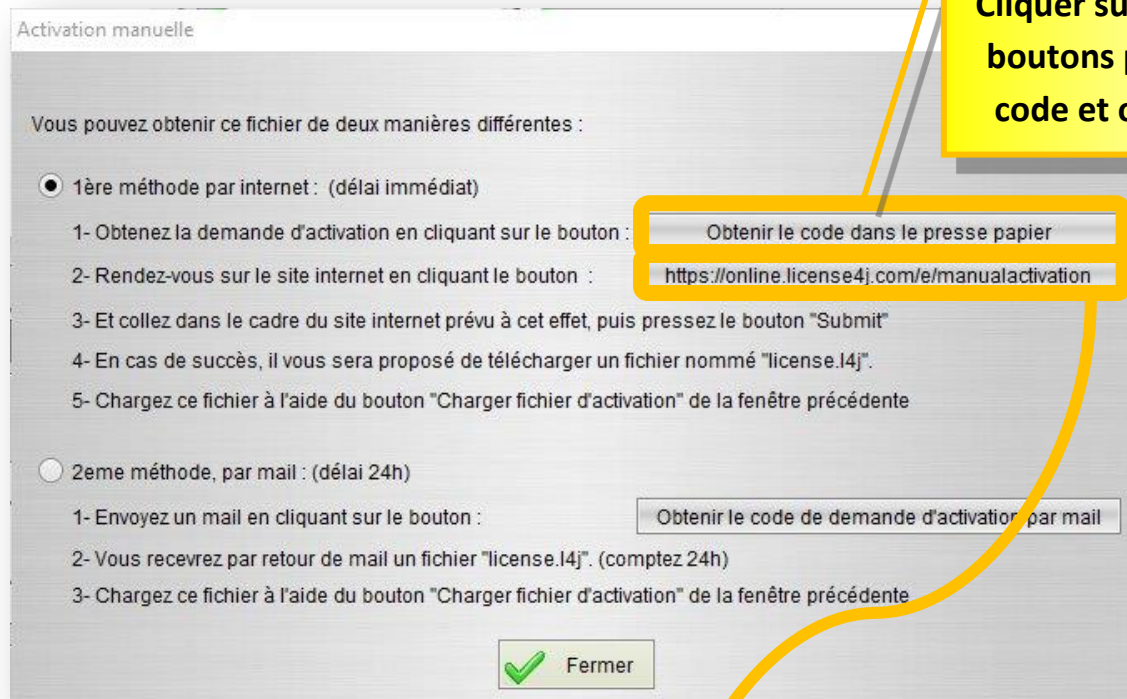 Activation manuelle
Cliquer su
boutons p
code et c
Vous pouvez obtenir ce fichier de deux manières différentes :
1ère méthode par internet : (délai immédiat)
1- Obtenez la demande d'activation en cliquant sur le bouton : Obtenir le code dans le presse papier
2- Rendez-vous sur le site internet en cliquant le bouton : https://online.license4j.com/e/manualactivation
3- Et collez dans le cadre du site internet prévu à cet effet, puis pressez le bouton "Submit"
4- En cas de succès, il vous sera proposé de télécharger un fichier nommé "license.l4j".
5- Chargez ce fichier à l'aide du bouton "Charger fichier d'activation" de la fenêtre précédente
2eme méthode, par mail : (délai 24h)
1- Envoyez un mail en cliquant sur le bouton : Obtenir le code de demande d'activation par mail
2- Vous recevrez par retour de mail un fichier "license.l4j". (comptez 24h)
3- Chargez ce fichier à l'aide du bouton "Charger fichier d'activation" de la fenêtre précédente
Fermer